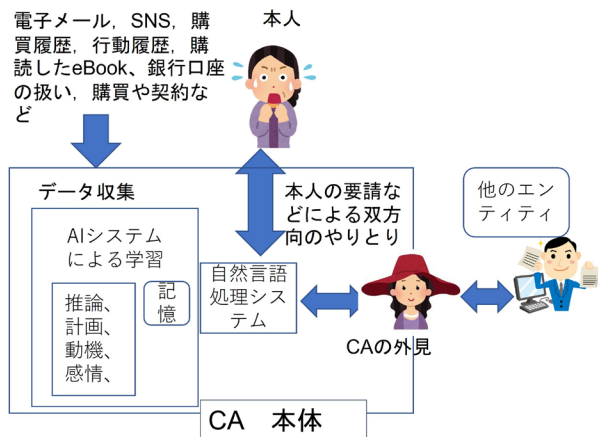 電子メール，SNS，購
買履歴，行動履歴，購
読したeBook、銀行口座
の扱い，購買や契約な
ど
本人
データ収集
本人の要請な
どによる双方
向のやりとり
他のエン
ティティ
AIシステム
による学習
記
憶
推論、
計画、
動機、
感情、
自然言語
処理シス
テム
CAの外見
CA　本体